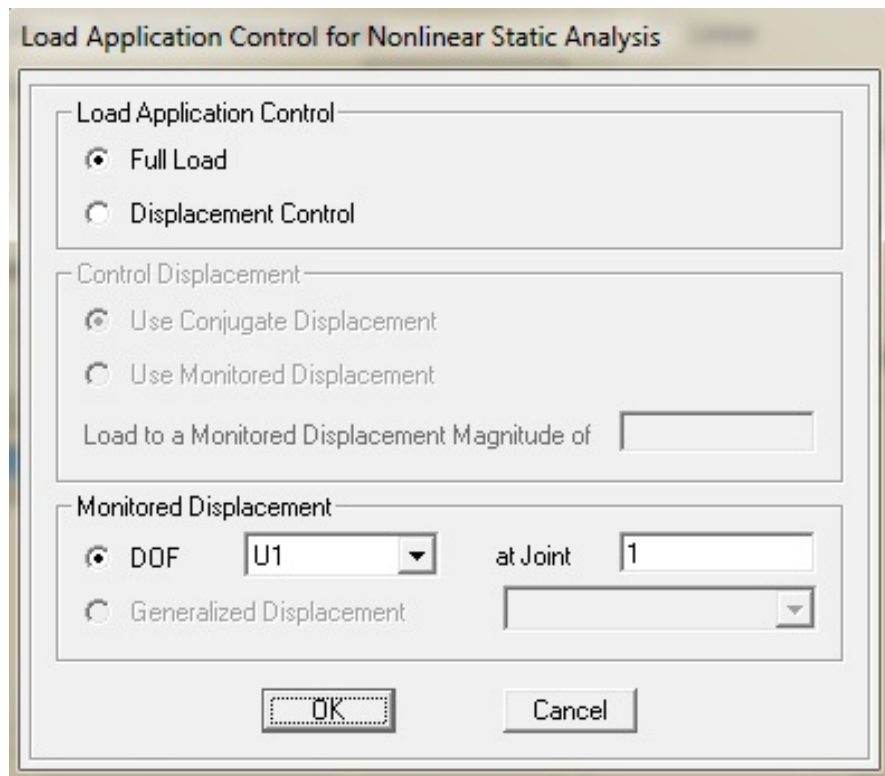 Load Application Control for Nonlinear Static Analysis
Load Application Control
Full Load
Displacement Control
Control Displacement
Use Conjugate Displacement
Use Monitored Displacement
Load to a Monitored Displacement Magnitude of
Monitored Displacement
DOF U1 at Joint 1
Generalized Displacement
OK Cancel